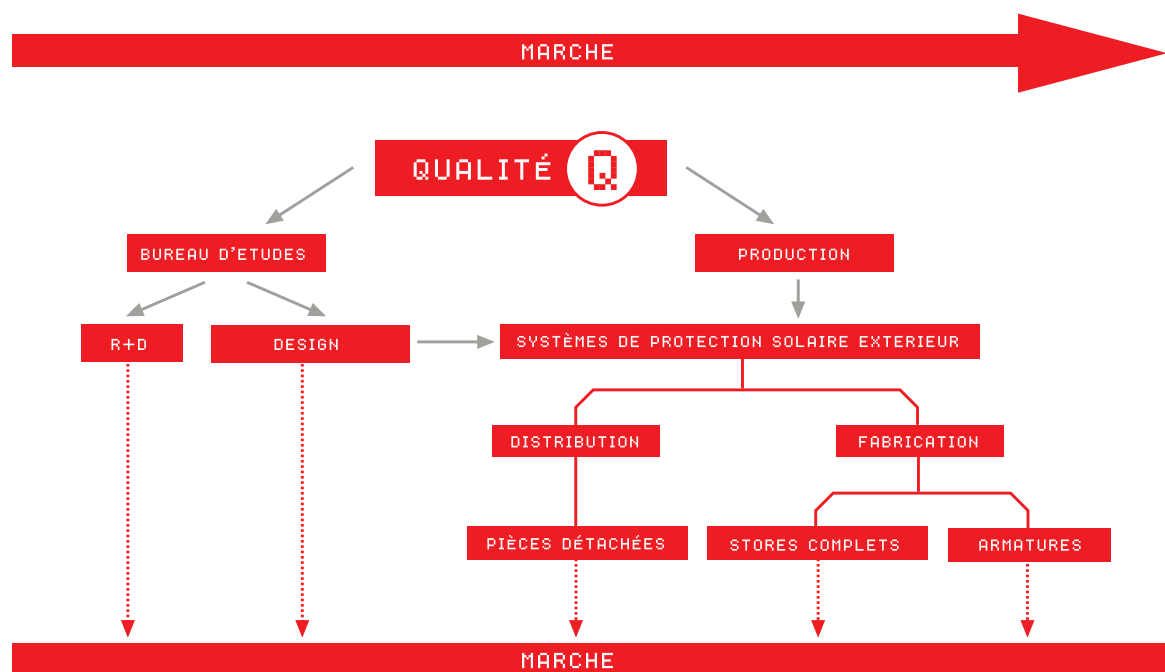 MARCHE
QUALITÉ Q
BUREAU D'ETUDES
PRODUCTION
R+D
DESIGN
SYSTÈMES DE PROTECTION SOLAIRE EXTERIEUR
DISTRIBUTION
FABRICATION
PIÈCES DÉTACHÉES
STORES COMPLETS
ARMATURES
MARCHE